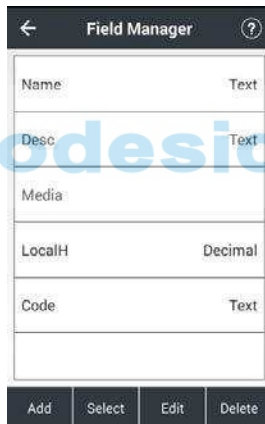 Field Manager ?
Name Text
Desc Text
Media
LocalH Decimal
Code Text
Add Select Edit Delete